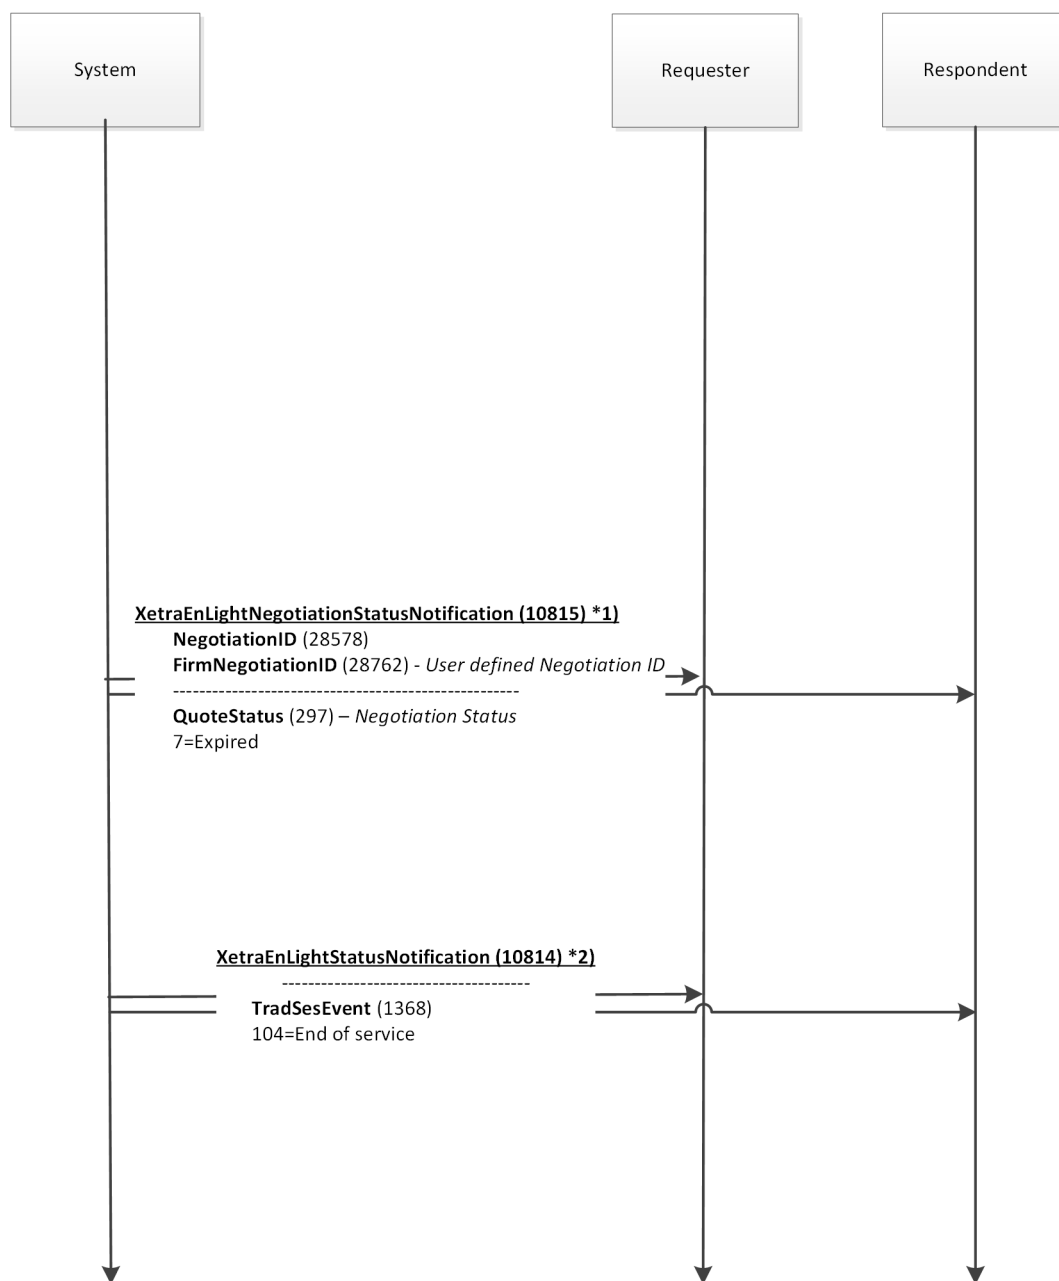 System
Requester
Respondent
XetraEnLightNegotiationStatusNotification (10815) *1)
NegotiationID (28578)
FirmNegotiationID (28762) - User defined Negotiation ID
-----------------------------------------------------
QuoteStatus (297) – Negotiation Status
7=Expired
XetraEnLightStatusNotification (10814) *2)
--------------------------------------
TradSesEvent (1368)
104=End of service